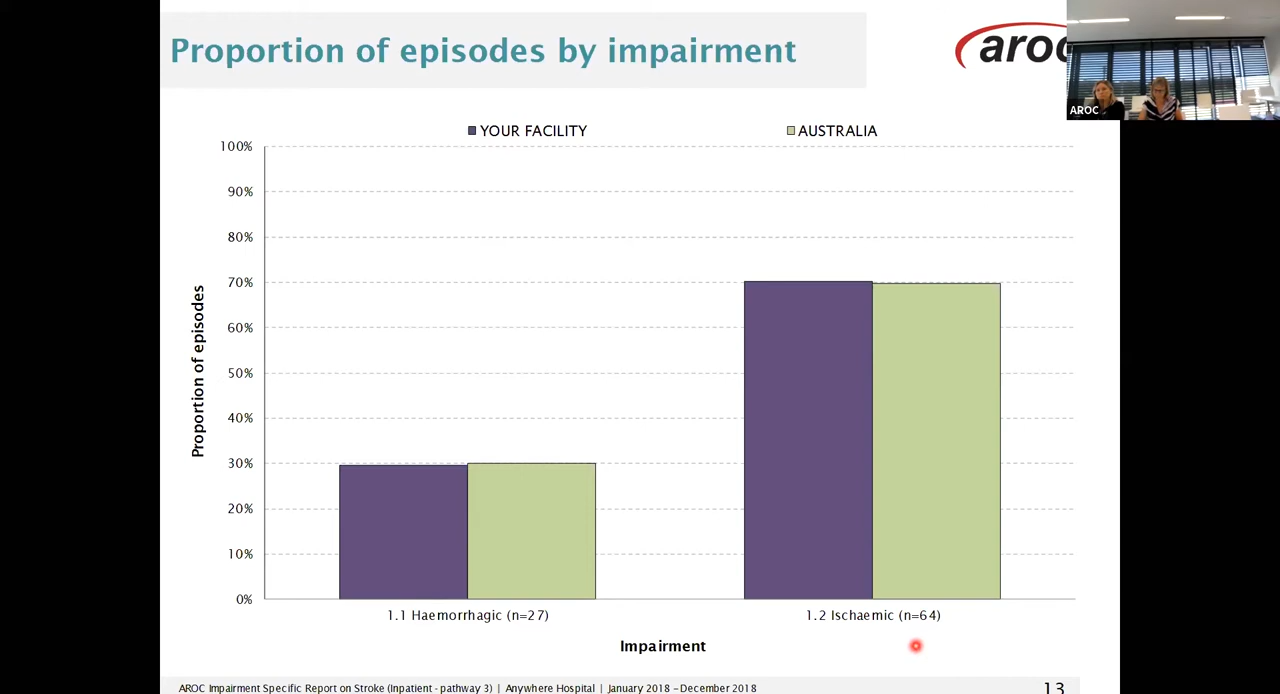 Proportion of episodes by impairment
aroc
AROC
YOUR FACILITY
AUSTRALIA
100%
90%
80%
70%
60%
50%
40%
30%
20%
10%
0%
Proportion of episodes
1.1 Haemorrhagic (n=27)
1.2 Ischaemic (n=64)
Impairment
AROC Impairment Specific Report on Stroke (Inpatient - pathway 3) | Anywhere Hospital | January 2018 – December 2018
13